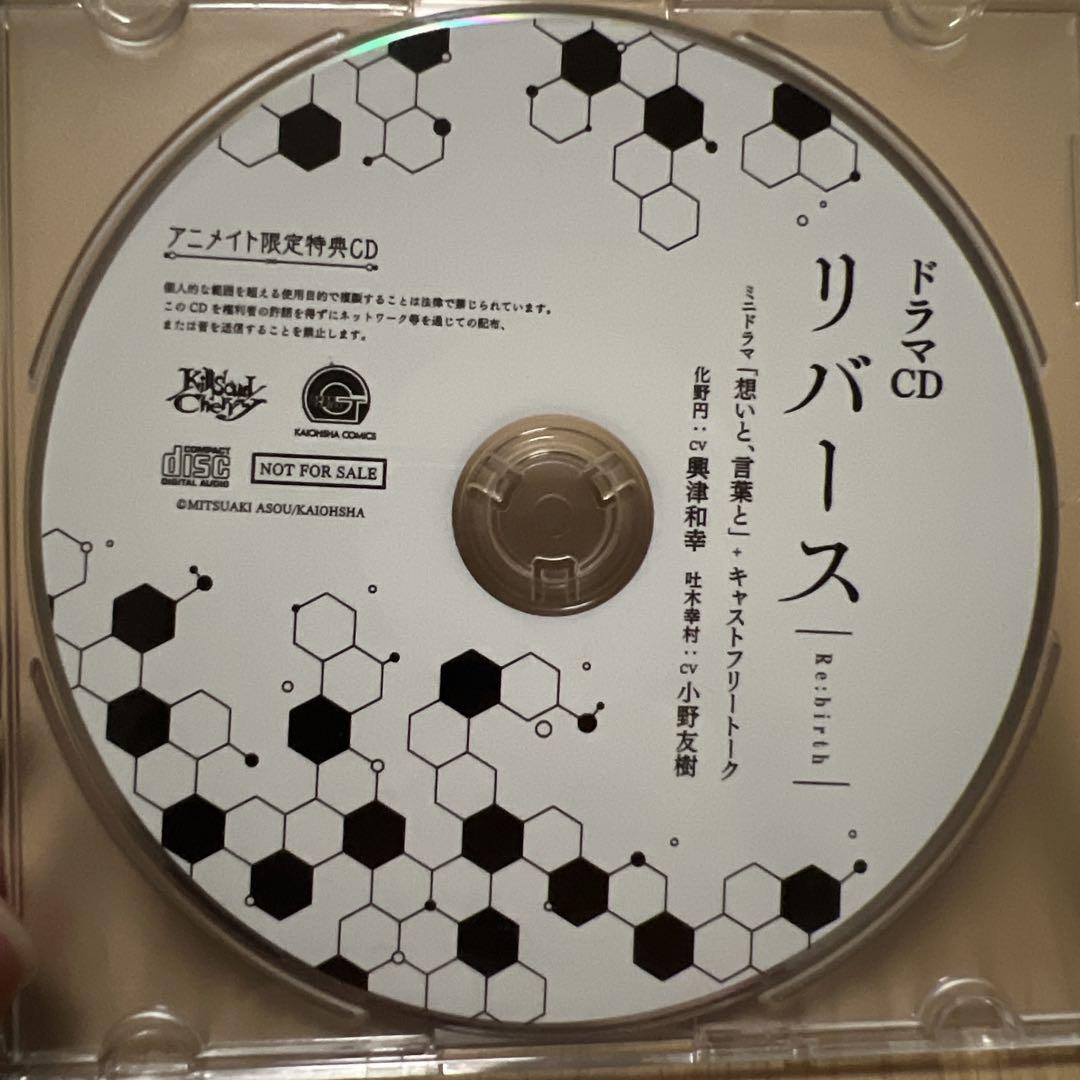 ドラマCD
リバース
Re:birth
ミニドラマ「想いと、言葉と」+キャストフリートーク
化野円：CV 興津和幸　吐木幸村：CV 小野友樹
アニメイト限定特典CD
個人的な範囲を超える使用目的で複製することは法律で禁じられています。
このCDを権利者の許諾を得ずにネットワーク等を通じての配布、
または音を送信することを禁止します。
Kill Soud Cherry
G
KAIOHSHA COMICS
COMPACT
disc
DIGITAL AUDIO
NOT FOR SALE
©MITSUAKI ASOU/KAIOHSHA